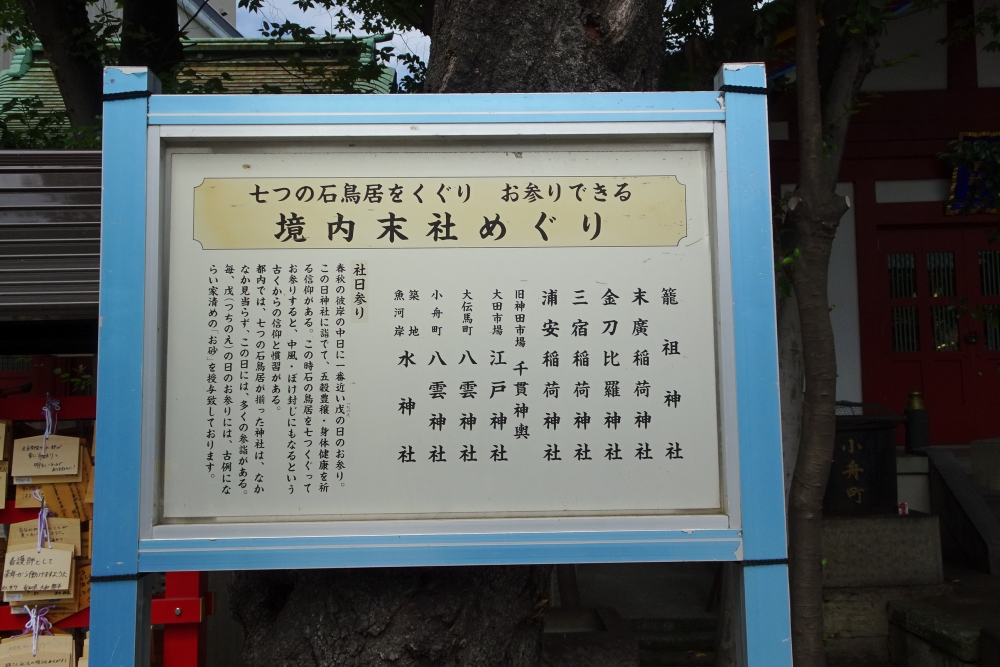 七つの石鳥居をくぐり　お参りできる
境内末社めぐり
籠祖神社
末廣稲荷神社
金刀比羅神社
三宿稲荷神社
浦安稲荷神社
旧神田市場　千貫神輿
大田市場　江戸神社
大伝馬町　八雲神社
小舟町　八雲神社
築地
魚河岸　水神社
社日参り
春秋の彼岸の中日に一番近い戊の日のお参り。
この日神社に詣でて、五穀豊穣・身体健康を祈
る信仰がある。この時石の鳥居を七つくぐって
お参りすると、中風・ぼけ封じにもなるという
古くからの信仰と慣習がある。
都内では、七つの石鳥居が揃った神社は、なか
なか見当らず、この日には、多くの参詣がある。
毎、戊（つちのえ）の日のお参りには、古例にな
らい家清めの「お砂」を授与致しております。
小舟町
看護師として